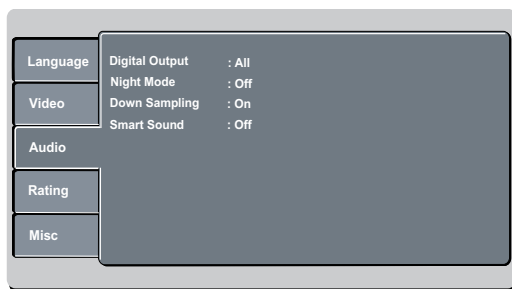 Language
Video
Audio
Rating
Misc
Digital Output : All
Night Mode : Off
Down Sampling : On
Smart Sound : Off